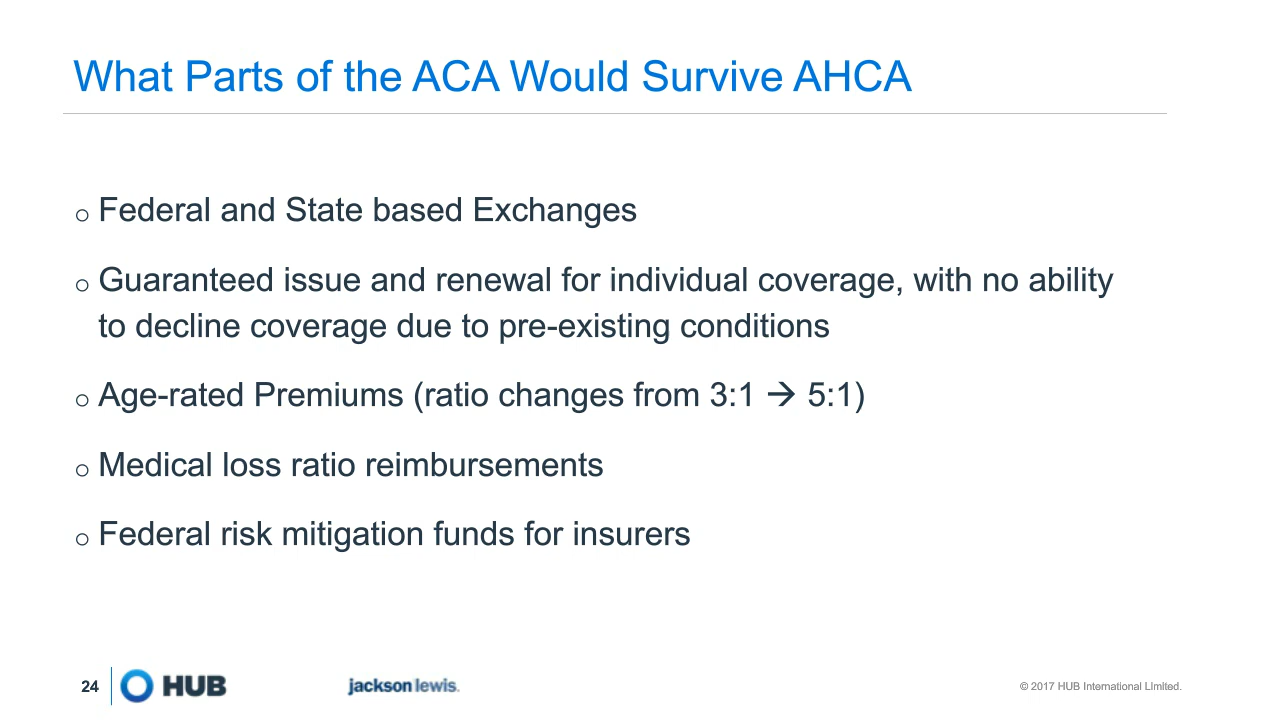 What Parts of the ACA Would Survive AHCA
o Federal and State based Exchanges
o Guaranteed issue and renewal for individual coverage, with no ability
to decline coverage due to pre-existing conditions
o Age-rated Premiums (ratio changes from 3:1 → 5:1)
o Medical loss ratio reimbursements
o Federal risk mitigation funds for insurers
24 HUB jackson lewis. © 2017 HUB International Limited.